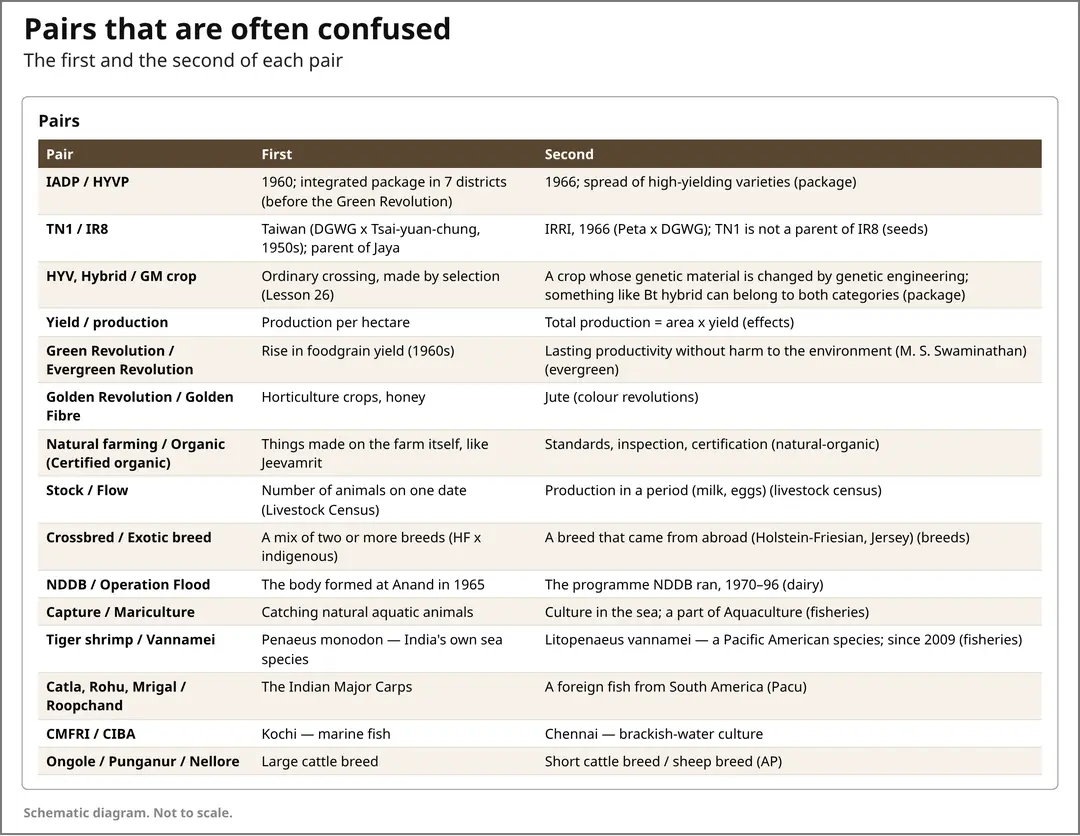 Pairs that are often confused
The first and the second of each pair
Pairs
Pair First Second
IADP / HYVP 1960; integrated package in 7 districts 1966; spread of high-yielding varieties (package)
(before the Green Revolution)
TN1 / IR8 Taiwan (DGWG x Tsai-yuan-chung, IRRI, 1966 (Peta x DGWG); TN1 is not a parent of IR8 (seeds)
1950s); parent of Jaya
HYV, Hybrid / GM crop Ordinary crossing, made by selection A crop whose genetic material is changed by genetic engineering;
(Lesson 26) something like Bt hybrid can belong to both categories (package)
Yield / production Production per hectare Total production = area x yield (effects)
Green Revolution / Rise in foodgrain yield (1960s) Lasting productivity without harm to the environment (M. S. Swaminathan)
Evergreen Revolution (evergreen)
Golden Revolution / Golden Horticulture crops, honey Jute (colour revolutions)
Fibre
Natural farming / Organic Things made on the farm itself, like Standards, inspection, certification (natural-organic)
(Certified organic) Jeevamrit
Stock / Flow Number of animals on one date Production in a period (milk, eggs) (livestock census)
(Livestock Census)
Crossbred / Exotic breed A mix of two or more breeds (HF x A breed that came from abroad (Holstein-Friesian, Jersey) (breeds)
indigenous)
NDDB / Operation Flood The body formed at Anand in 1965 The programme NDDB ran, 1970–96 (dairy)
Capture / Mariculture Catching natural aquatic animals Culture in the sea; a part of Aquaculture (fisheries)
Tiger shrimp / Vannamei Penaeus monodon — India's own sea Litopenaeus vannamei — a Pacific American species; since 2009 (fisheries)
species
Catla, Rohu, Mrigal / The Indian Major Carps A foreign fish from South America (Pacu)
Roopchand
CMFRI / CIBA Kochi — marine fish Chennai — brackish-water culture
Ongole / Punganur / Nellore Large cattle breed Short cattle breed / sheep breed (AP)
Schematic diagram. Not to scale.